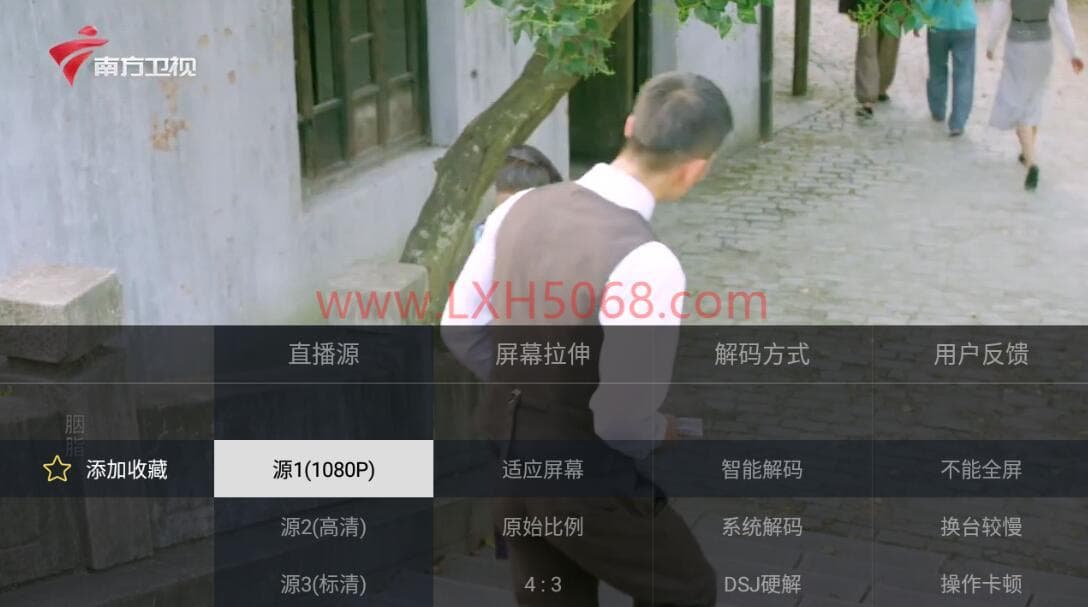 南方卫视
www.LXH5068.com
直播源 屏幕拉伸 解码方式 用户反馈
胭脂
添加收藏 源1(1080P) 适应屏幕 智能解码 不能全屏
源2(高清) 原始比例 系统解码 换台较慢
源3(标清) 4:3 DSJ硬解 操作卡顿